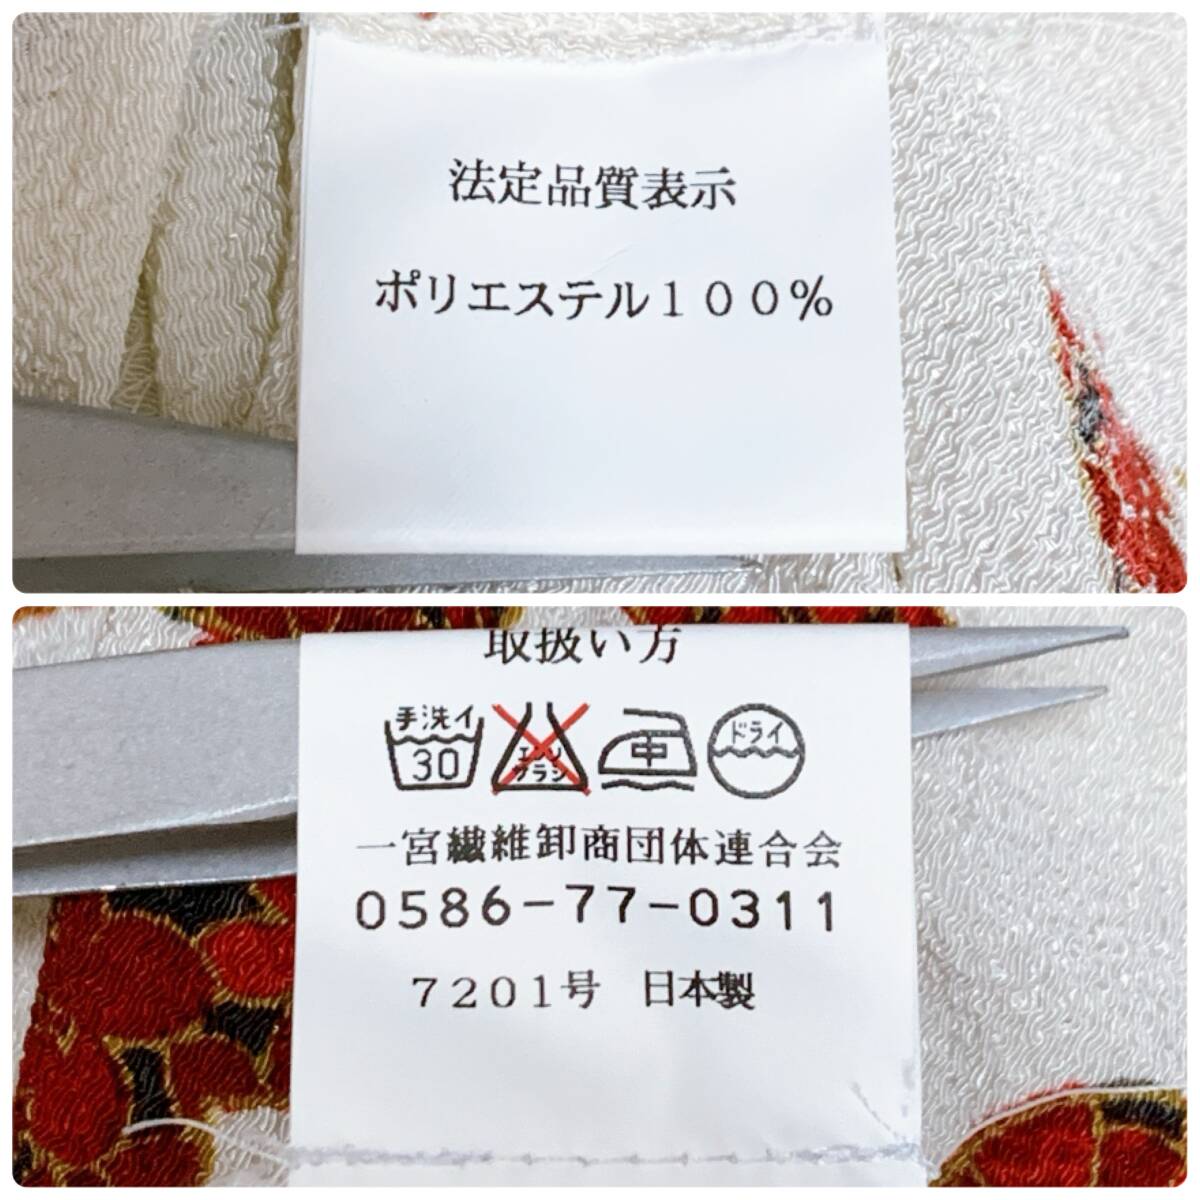 法定品質表示
ポリエステル100%
取扱い方
手洗イ 30 エンソサラシ 中 ドライ
一宮繊維卸商団体連合会
0586-77-0311
7201号 日本製